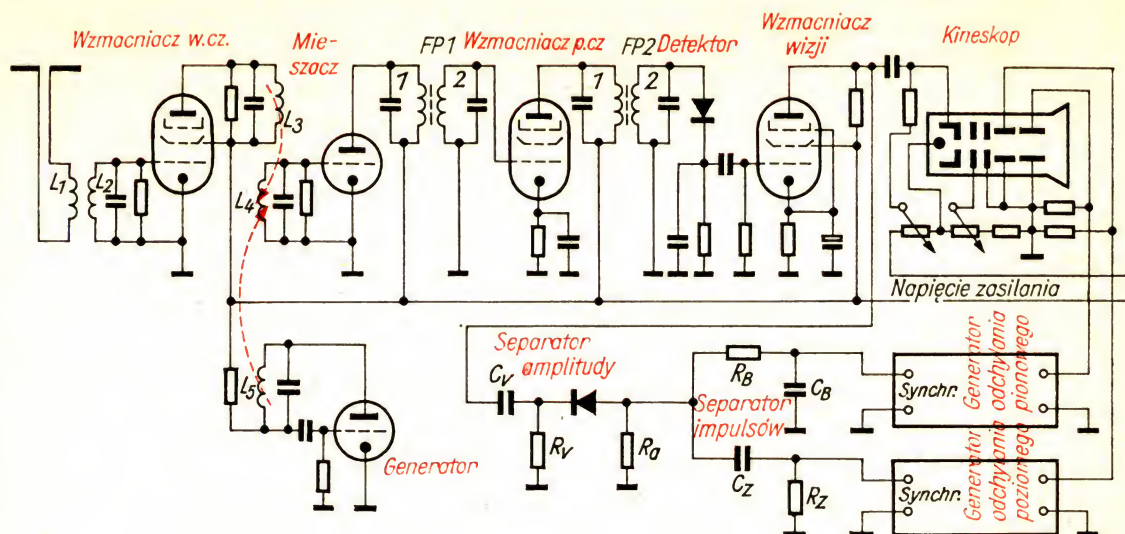 Wzmacniacz w.cz.
Mie-
szacz
FP1
Wzmacniacz p.cz
FP2
Detektor
Wzmacniacz
wizji
Kineskop
1
2
1
2
L3
L1
L2
L4
Napięcie zasilania
L5
Generator
Separator
amplitudy
CV
RV
Ra
Separator
impulsów
RB
CB
CZ
RZ
Synchr.
Generator
odchylania
pionowego
Synchr.
Generator
odchylania
poziomego